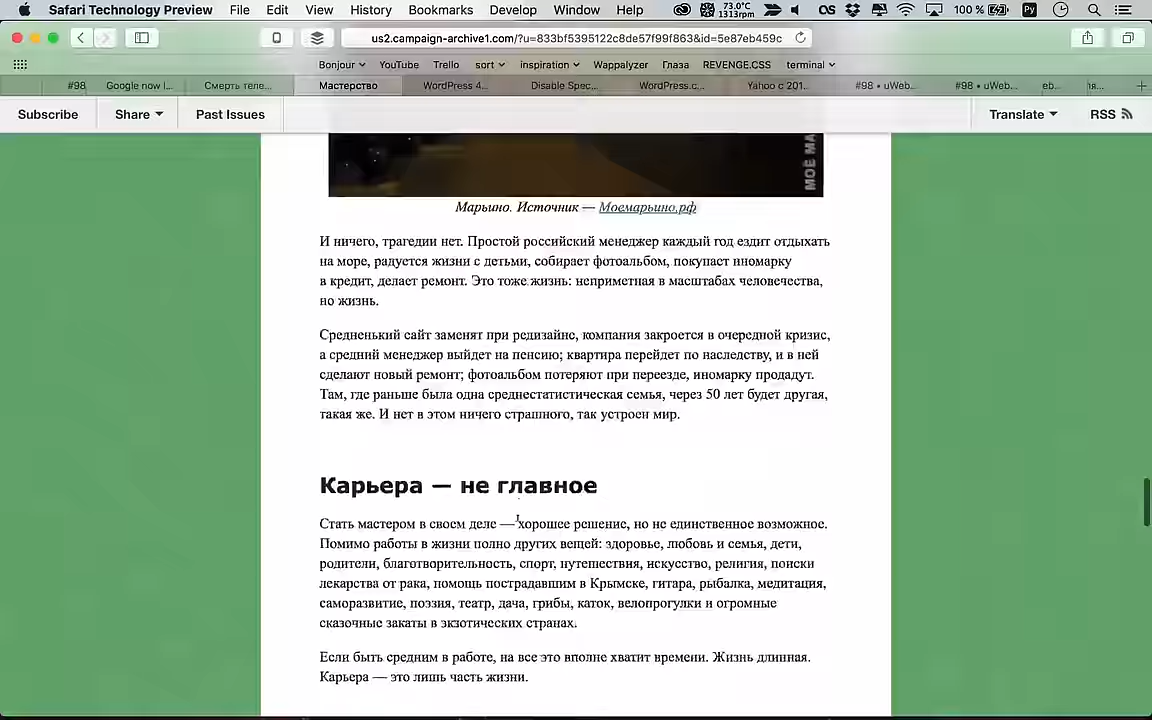 Safari Technology Preview File Edit View History Bookmarks Develop Window Help 73.0°C 1313rpm OS 100 % Ру
us2.campaign-archive1.com/?u=833bf5395122c8de57f99f863&id=5e87eb459c
Bonjour YouTube Trello sort inspiration Wappalyzer Глаза REVENGE.CSS terminal
#98 Google now l... Смерть теле... Мастерство WordPress 4... Disable Spec... WordPress.c... Yahoo с 201... #98 • uWeb... #98 • uWeb... eb...
Subscribe Share Past Issues Translate RSS
МОЁ МА
Марьино. Источник — Моемарьино.рф
И ничего, трагедии нет. Простой российский менеджер каждый год ездит отдыхать
на море, радуется жизни с детьми, собирает фотоальбом, покупает иномарку
в кредит, делает ремонт. Это тоже жизнь: неприметная в масштабах человечества,
но жизнь.
Средненький сайт заменят при редизайне, компания закроется в очередной кризис,
а средний менеджер выйдет на пенсию; квартира перейдет по наследству, и в ней
сделают новый ремонт; фотоальбом потеряют при переезде, иномарку продадут.
Там, где раньше была одна среднестатистическая семья, через 50 лет будет другая,
такая же. И нет в этом ничего страшного, так устроен мир.
Карьера — не главное
Стать мастером в своем деле — хорошее решение, но не единственное возможное.
Помимо работы в жизни полно других вещей: здоровье, любовь и семья, дети,
родители, благотворительность, спорт, путешествия, искусство, религия, поиски
лекарства от рака, помощь пострадавшим в Крымске, гитара, рыбалка, медитация,
саморазвитие, поэзия, театр, дача, грибы, каток, велопрогулки и огромные
сказочные закаты в экзотических странах.
Если быть средним в работе, на все это вполне хватит времени. Жизнь длинная.
Карьера — это лишь часть жизни.